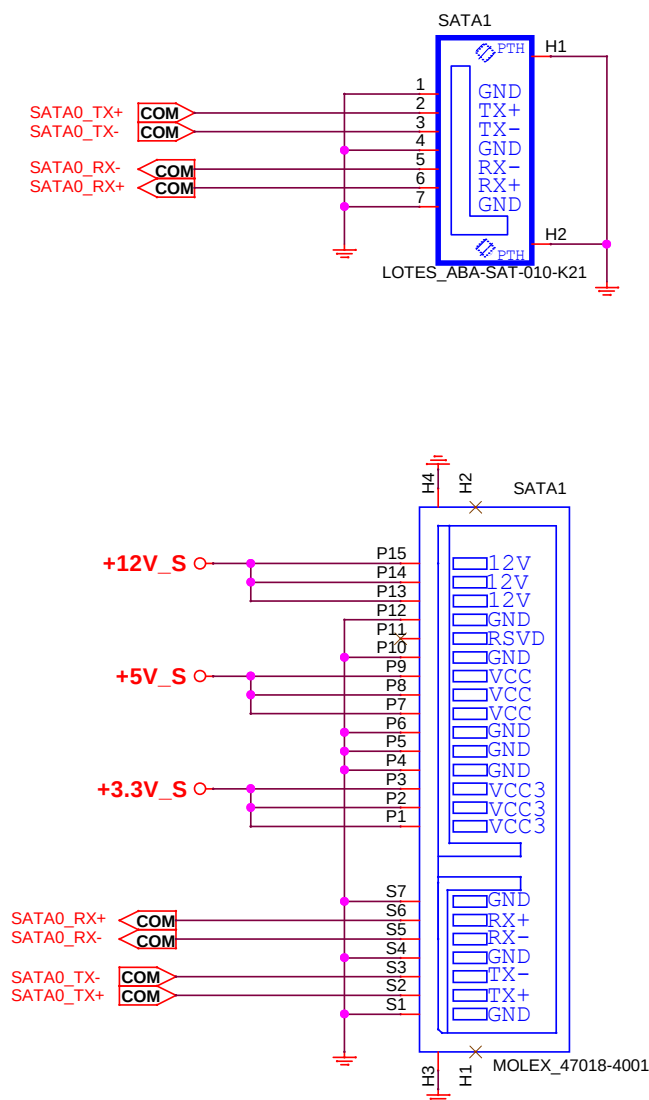 SATA1
PTH H1
1 GND
SATA0_TX+ COM 2 TX+
SATA0_TX- COM 3 TX-
4 GND
SATA0_RX- COM 5 RX-
SATA0_RX+ COM 6 RX+
7 GND
H2
PTH
LOTES_ABA-SAT-010-K21
H4 H2 SATA1
+12V_S P15 12V
P14 12V
P13 12V
P12 GND
P11 RSVD
P10 GND
+5V_S P9 VCC
P8 VCC
P7 VCC
P6 GND
P5 GND
P4 GND
+3.3V_S P3 VCC3
P2 VCC3
P1 VCC3
S7 GND
SATA0_RX+ COM S6 RX+
SATA0_RX- COM S5 RX-
S4 GND
SATA0_TX- COM S3 TX-
SATA0_TX+ COM S2 TX+
S1 GND
H3 H1 MOLEX_47018-4001